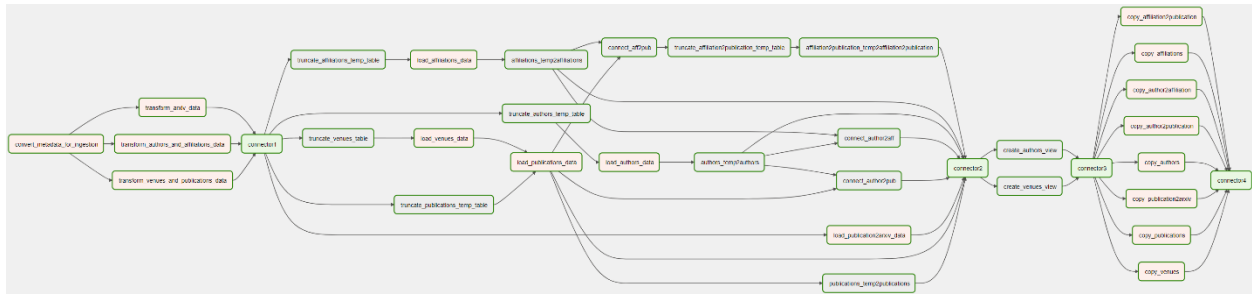 convert_metadata_for_ingestion
transform_arxiv_data
transform_authors_and_affiliations_data
transform_venues_and_publications_data
connector1
truncate_affiliations_temp_table
load_affiliations_data
affiliations_temp2affiliations
connect_aff2pub
truncate_affiliation2publication_temp_table
affiliation2publication_temp2affiliation2publication
truncate_authors_temp_table
truncate_venues_table
load_venues_data
load_publications_data
load_authors_data
authors_temp2authors
connect_author2aff
connect_author2pub
truncate_publications_temp_table
load_publication2arxiv_data
publications_temp2publications
connector2
create_authors_view
create_venues_view
connector3
copy_affiliation2publication
copy_affiliations
copy_author2affiliation
copy_author2publication
copy_authors
copy_publication2arxiv
copy_publications
copy_venues
connector4